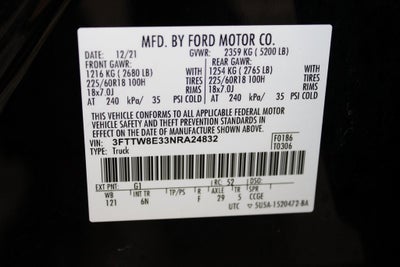 MFD. BY FORD MOTOR CO.
DATE: 12/21 GVWR: 2359 KG ( 5200 LB)
FRONT GAWR: REAR GAWR:
1216 KG ( 2680 LB) WITH 1254 KG ( 2765 LB)
225/60R18 100H TIRES 225/60R18 100H
18x7.0J RIMS 18x7.0J
AT 240 kPa/ 35 PSI COLD AT 240 kPa/ 35 PSI COLD
THIS VEHICLE CONFORMS TO ALL APPLICABLE FEDERAL MOTOR
VEHICLE SAFETY AND THEFT PREVENTION STANDARDS IN EFFECT ON THE
DATE OF MANUFACTURE SHOWN ABOVE.
VIN: 3FTTW8E33NRA24832 F0186
TYPE: Truck T0306
EXT PNT: G1 RC: 52 DSO:
WB INT TR TP/PS R AXLE TR SPR
121 6N F 29 5 CCGE
UTC 5U5A-1520472-BA